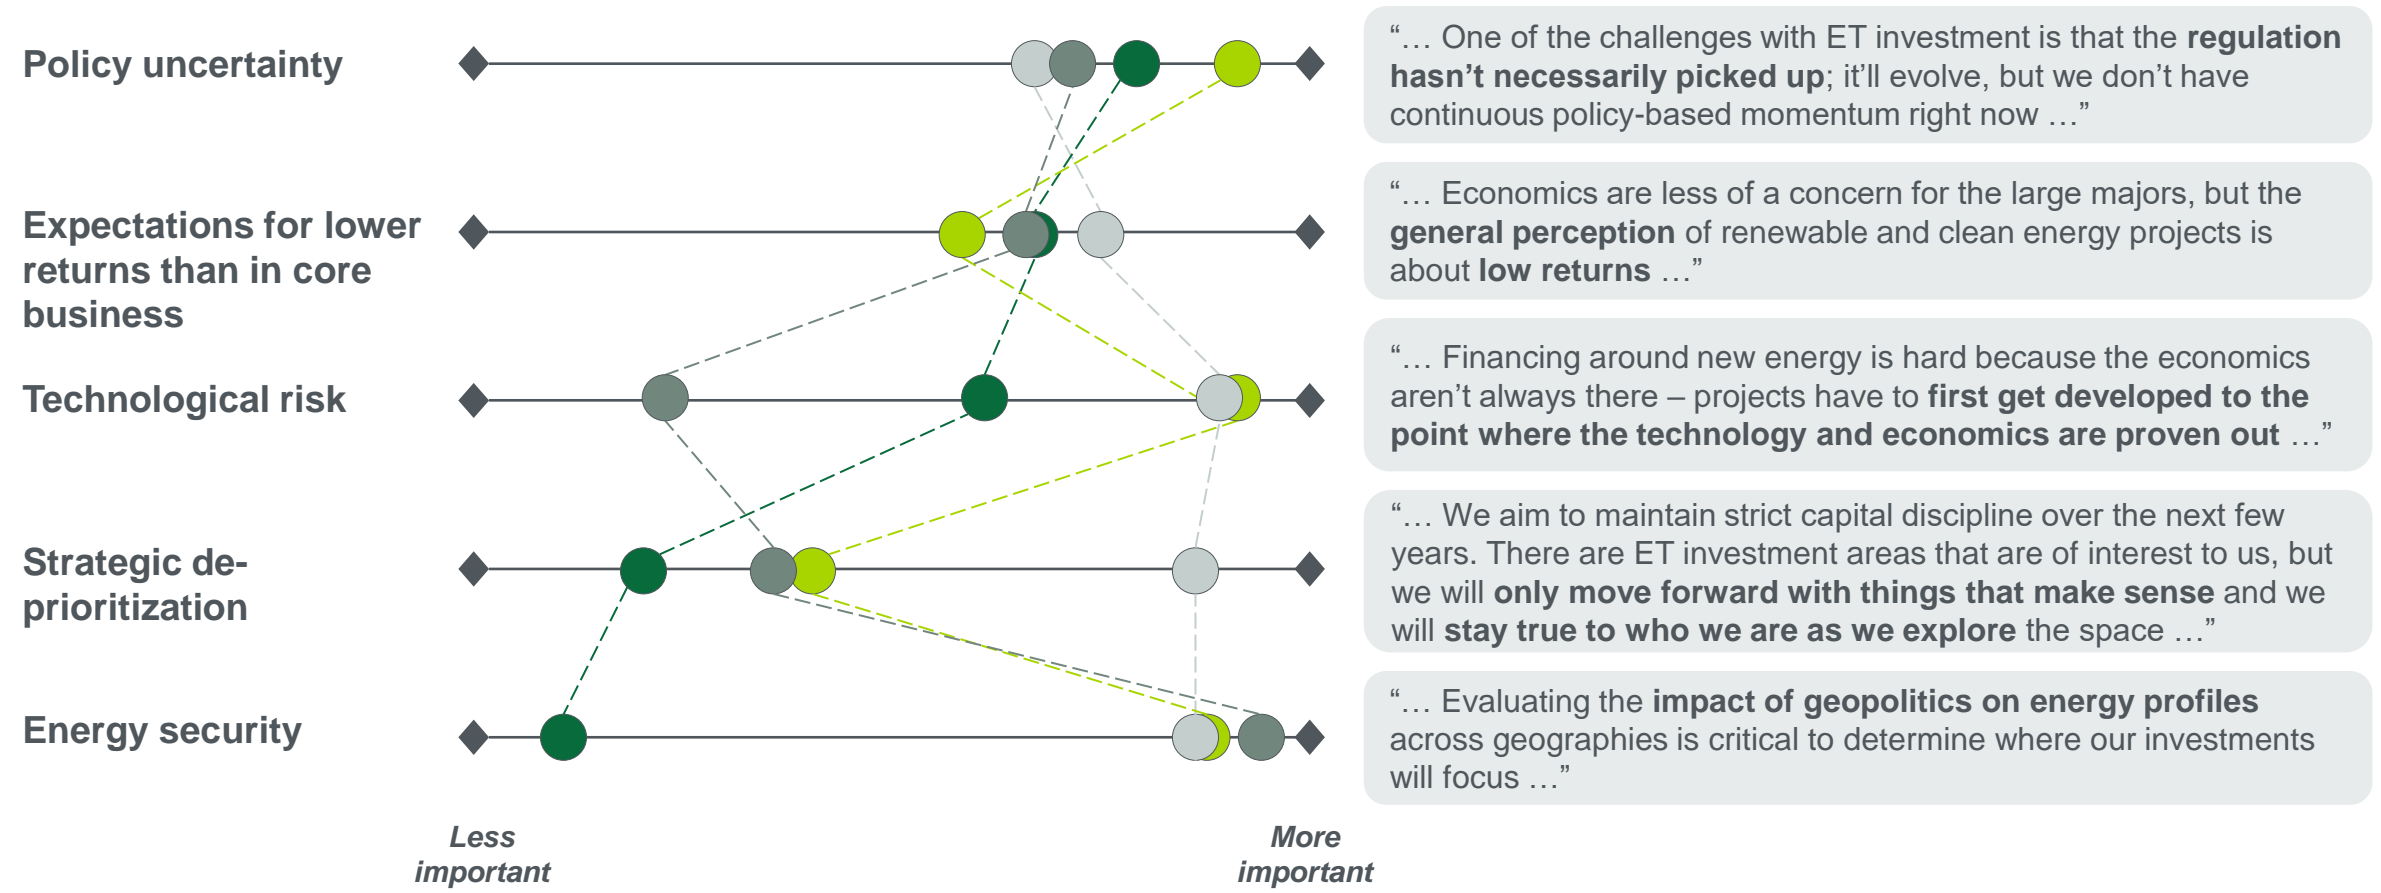 Policy uncertainty
“… One of the challenges with ET investment is that the regulation
hasn’t necessarily picked up; it’ll evolve, but we don’t have
continuous policy-based momentum right now …”
Expectations for lower
returns than in core
business
“… Economics are less of a concern for the large majors, but the
general perception of renewable and clean energy projects is
about low returns …”
Technological risk
“… Financing around new energy is hard because the economics
aren’t always there – projects have to first get developed to the
point where the technology and economics are proven out …”
Strategic de-
prioritization
“… We aim to maintain strict capital discipline over the next few
years. There are ET investment areas that are of interest to us, but
we will only move forward with things that make sense and we
will stay true to who we are as we explore the space …”
Energy security
“… Evaluating the impact of geopolitics on energy profiles
across geographies is critical to determine where our investments
will focus …”
Less
important
More
important